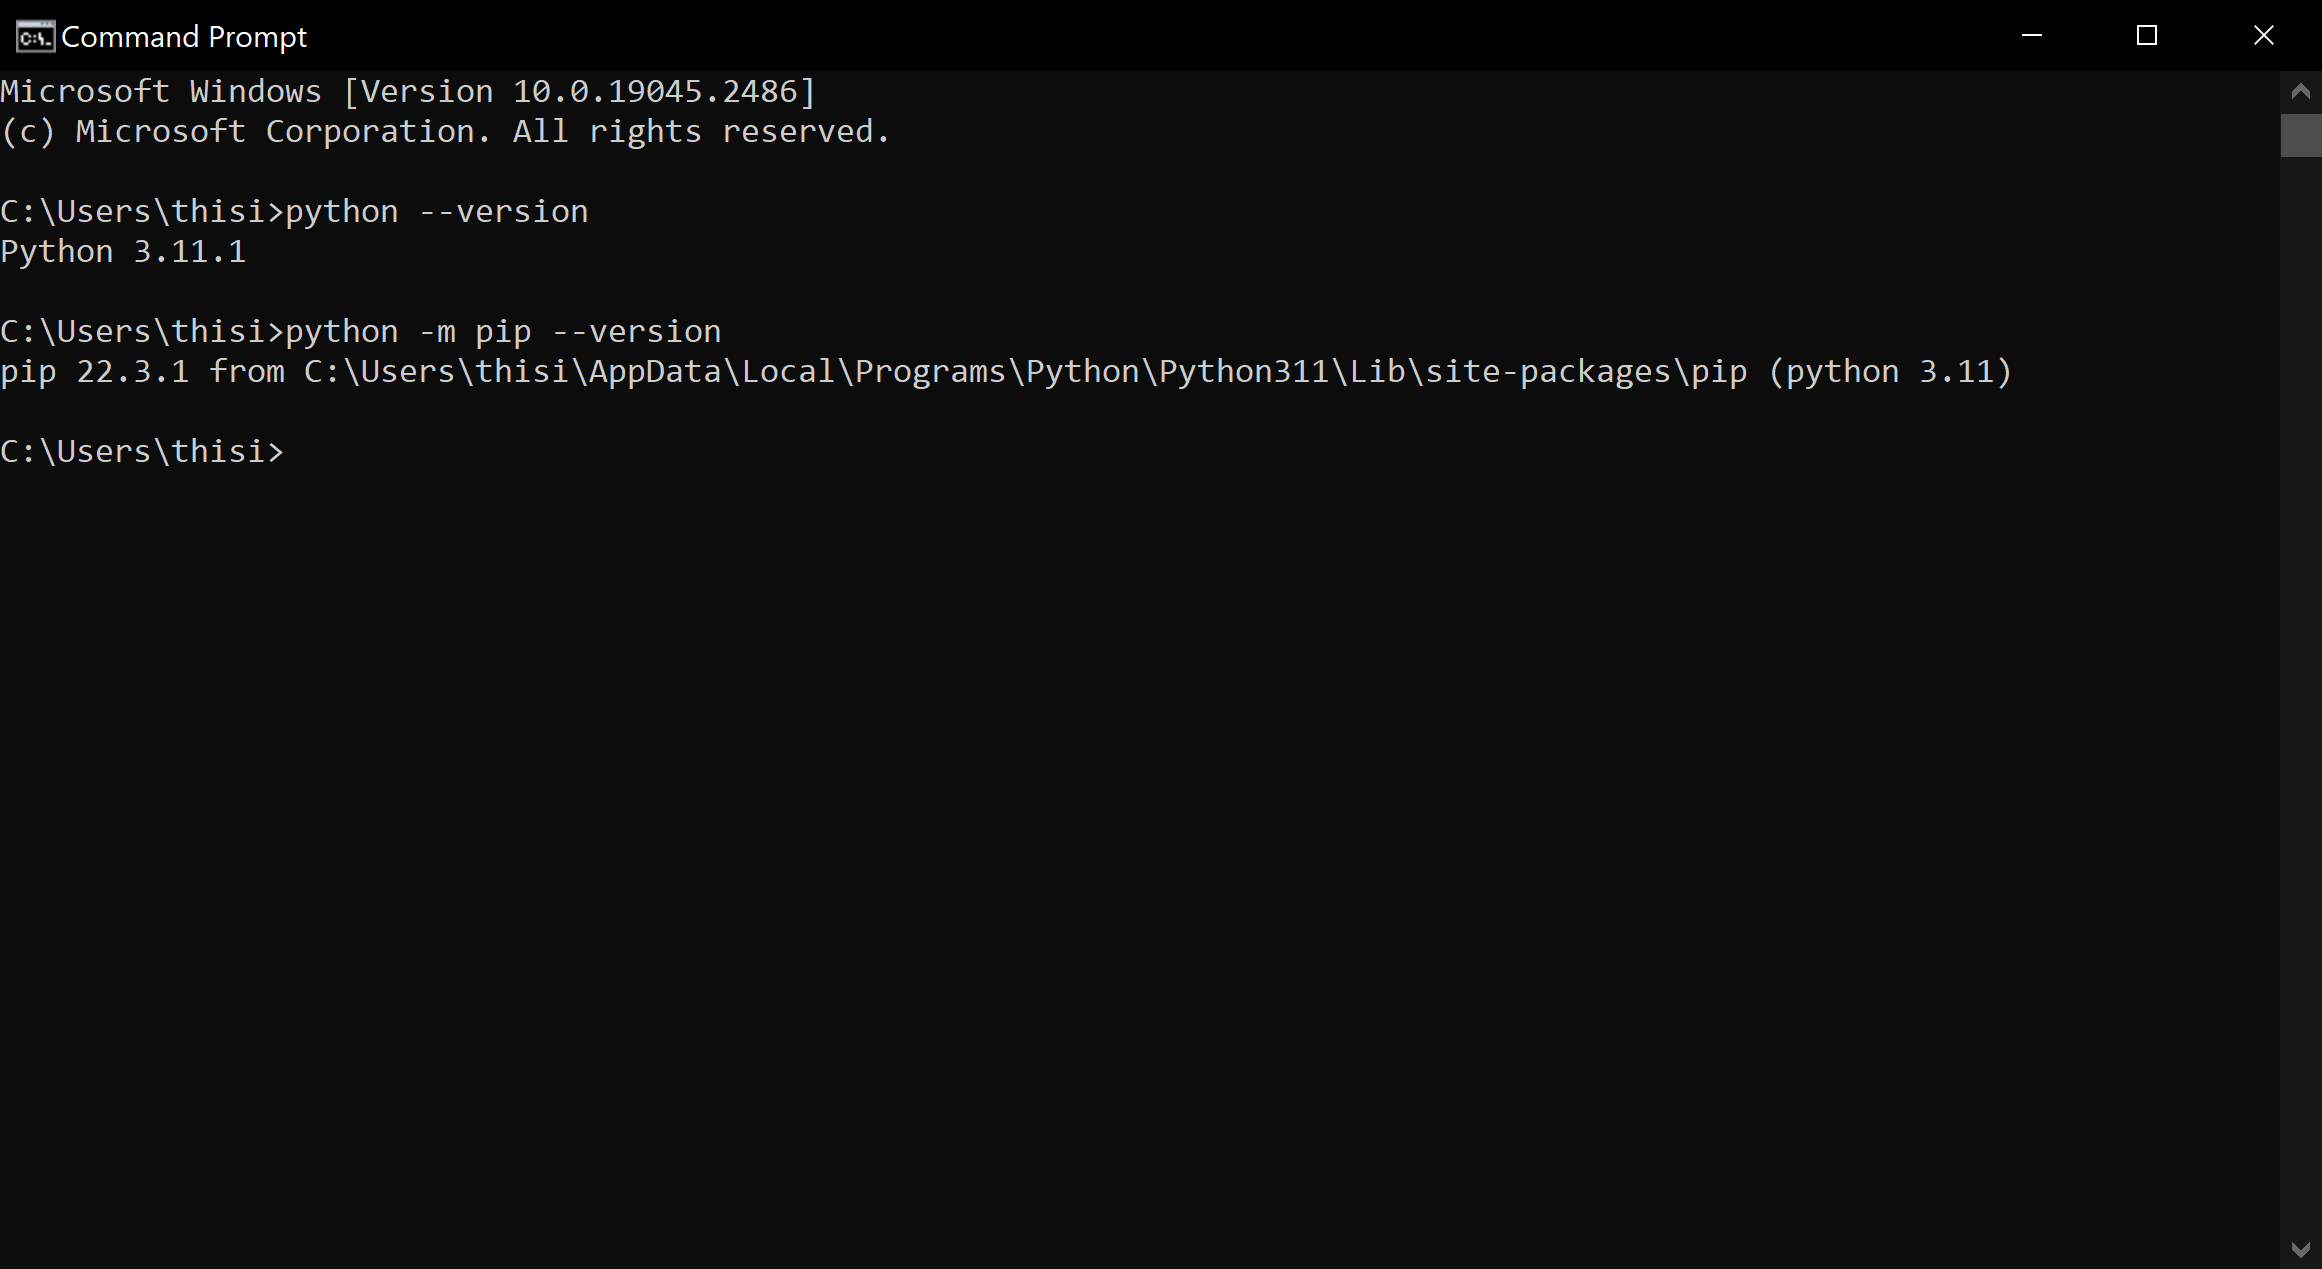 Command Prompt
Microsoft Windows [Version 10.0.19045.2486]
(c) Microsoft Corporation. All rights reserved.
C:\Users\thisi>python --version
Python 3.11.1
C:\Users\thisi>python -m pip --version
pip 22.3.1 from C:\Users\thisi\AppData\Local\Programs\Python\Python311\Lib\site-packages\pip (python 3.11)
C:\Users\thisi>